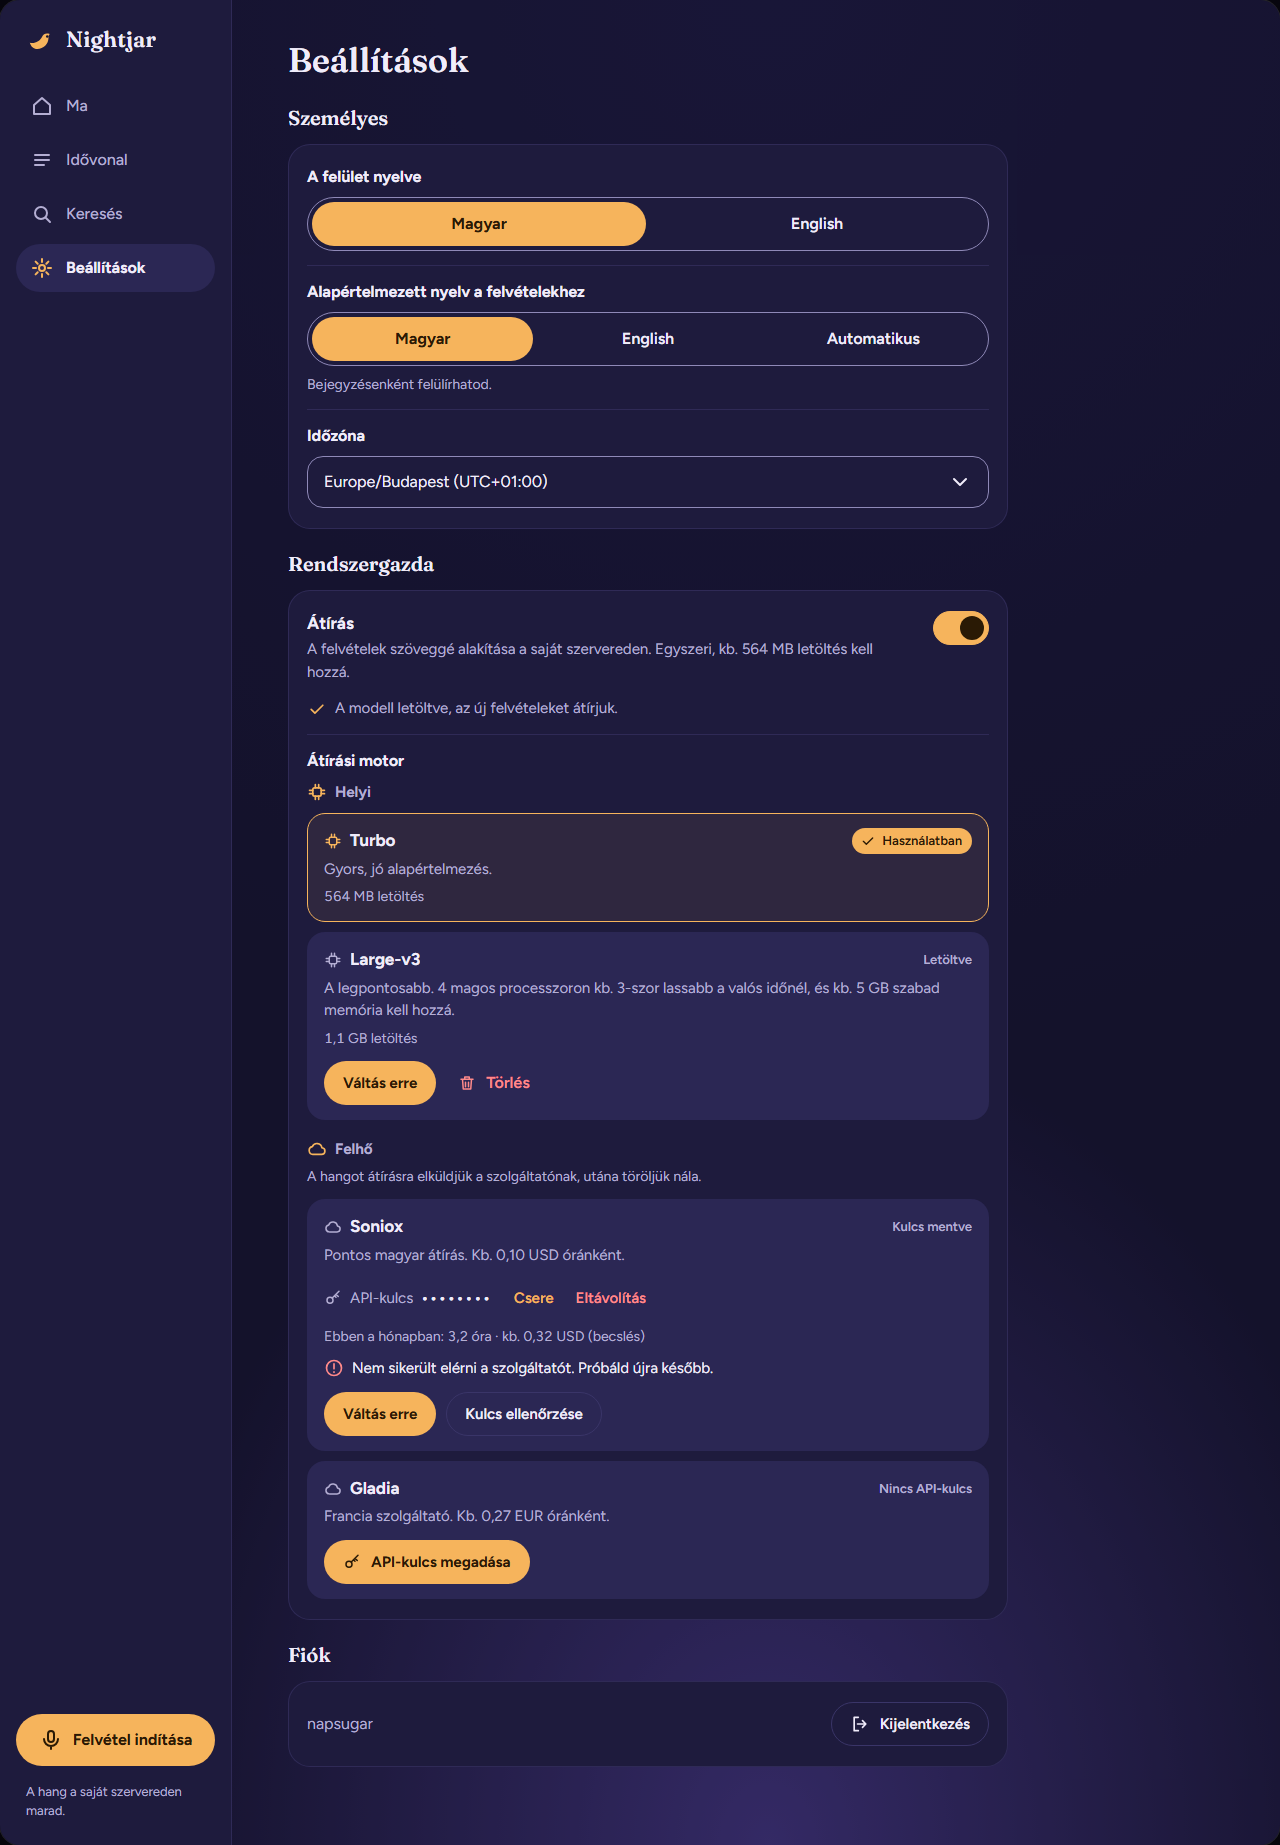 Nightjar
Ma
Idővonal
Keresés
Beállítások
Felvétel indítása
A hang a saját szervereden
marad.
Beállítások
Személyes
A felület nyelve
Magyar English
Alapértelmezett nyelv a felvételekhez
Magyar English Automatikus
Bejegyzésenként felülírhatod.
Időzóna
Europe/Budapest (UTC+01:00)
Rendszergazda
Átírás
A felvételek szöveggé alakítása a saját szervereden. Egyszeri, kb. 564 MB letöltés kell
hozzá.
A modell letöltve, az új felvételeket átírjuk.
Átírási motor
Helyi
Turbo Használatban
Gyors, jó alapértelmezés.
564 MB letöltés
Large-v3 Letöltve
A legpontosabb. 4 magos processzoron kb. 3-szor lassabb a valós időnél, és kb. 5 GB szabad
memória kell hozzá.
1,1 GB letöltés
Váltás erre Törlés
Felhő
A hangot átírásra elküldjük a szolgáltatónak, utána töröljük nála.
Soniox Kulcs mentve
Pontos magyar átírás. Kb. 0,10 USD óránként.
API-kulcs •••••••• Csere Eltávolítás
Ebben a hónapban: 3,2 óra · kb. 0,32 USD (becslés)
Nem sikerült elérni a szolgáltatót. Próbáld újra később.
Váltás erre Kulcs ellenőrzése
Gladia Nincs API-kulcs
Francia szolgáltató. Kb. 0,27 EUR óránként.
API-kulcs megadása
Fiók
napsugar Kijelentkezés